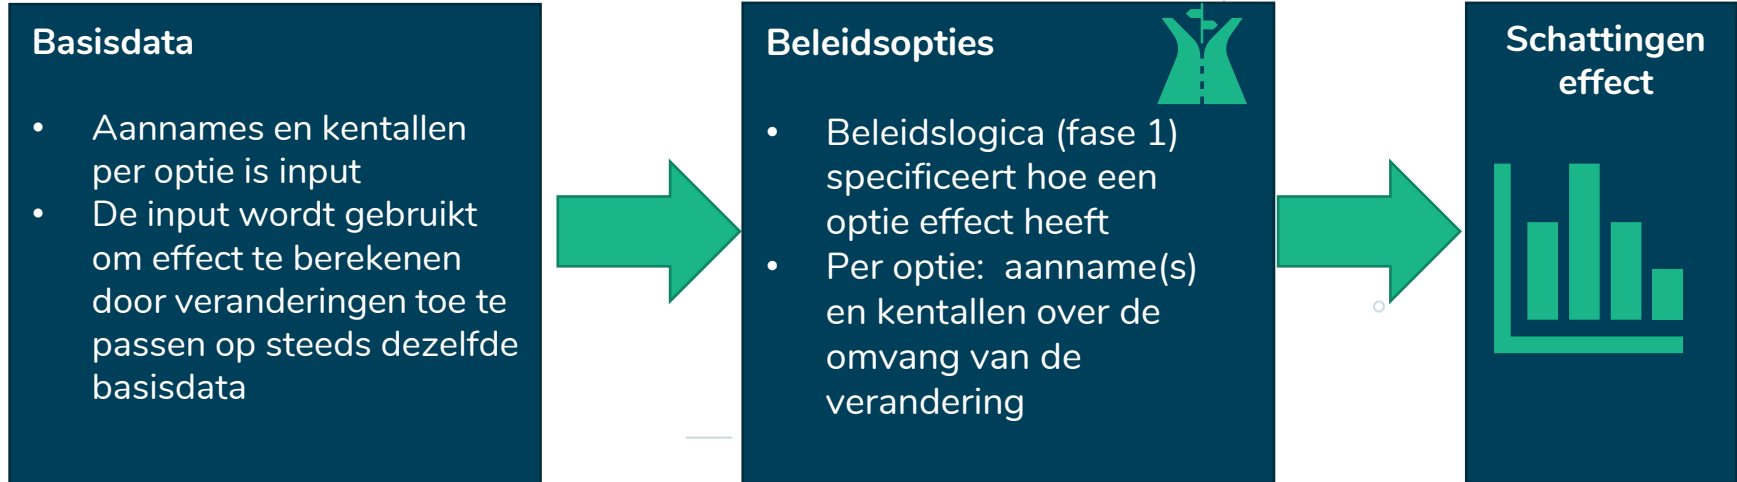 Basisdata
• Aannames en kentallen
per optie is input
• De input wordt gebruikt
om effect te berekenen
door veranderingen toe te
passen op steeds dezelfde
basisdata
Beleidsopties
• Beleidslogica (fase 1)
specificeert hoe een
optie effect heeft
• Per optie: aanname(s)
en kentallen over de
omvang van de
verandering
Schattingen
effect